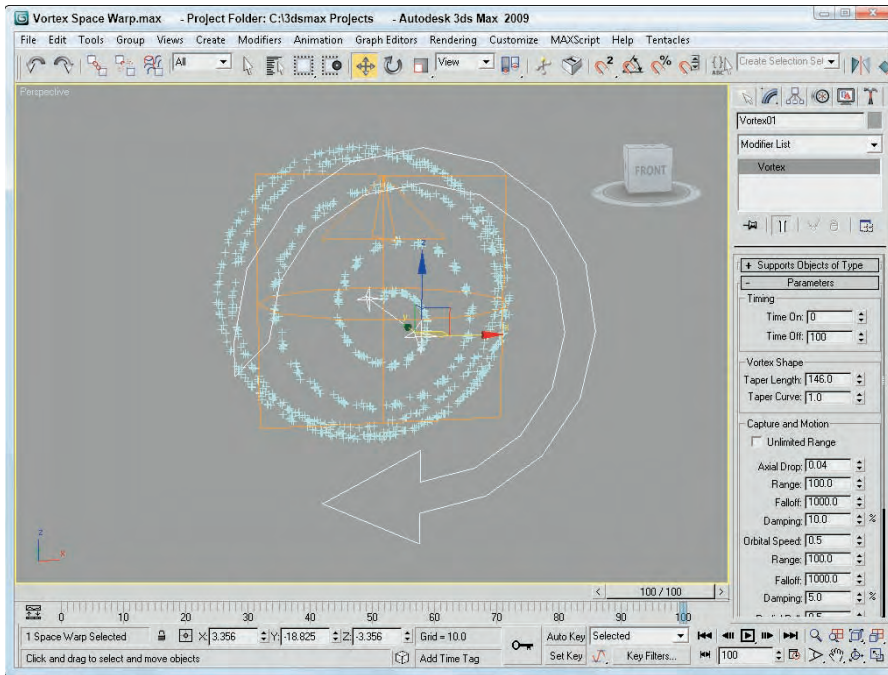 Vortex Space Warp.max - Project Folder: C:\3dsmax Projects - Autodesk 3ds Max 2009
File Edit Tools Group Views Create Modifiers Animation Graph Editors Rendering Customize MAXScript Help Tentacles
All View Create Selection Set
Perspective
FRONT
Vortex01
Modifier List
Vortex
+ Supports Objects of Type
- Parameters
Timing
Time On: 0
Time Off: 100
Vortex Shape
Taper Length: 146.0
Taper Curve: 1.0
Capture and Motion
Unlimited Range
Axial Drop: 0.04
Range: 100.0
Falloff: 1000.0
Damping: 10.0 %
Orbital Speed: 0.5
Range: 100.0
Falloff: 1000.0
Damping: 5.0 %
z
x
z
y
< 100 / 100 >
0 10 20 30 40 50 60 70 80 90 100
1 Space Warp Selected X: 3.356 Y: -18.825 Z: -3.356 Grid = 10.0 Auto Key Selected
Click and drag to select and move objects Add Time Tag Set Key Key Filters... 100